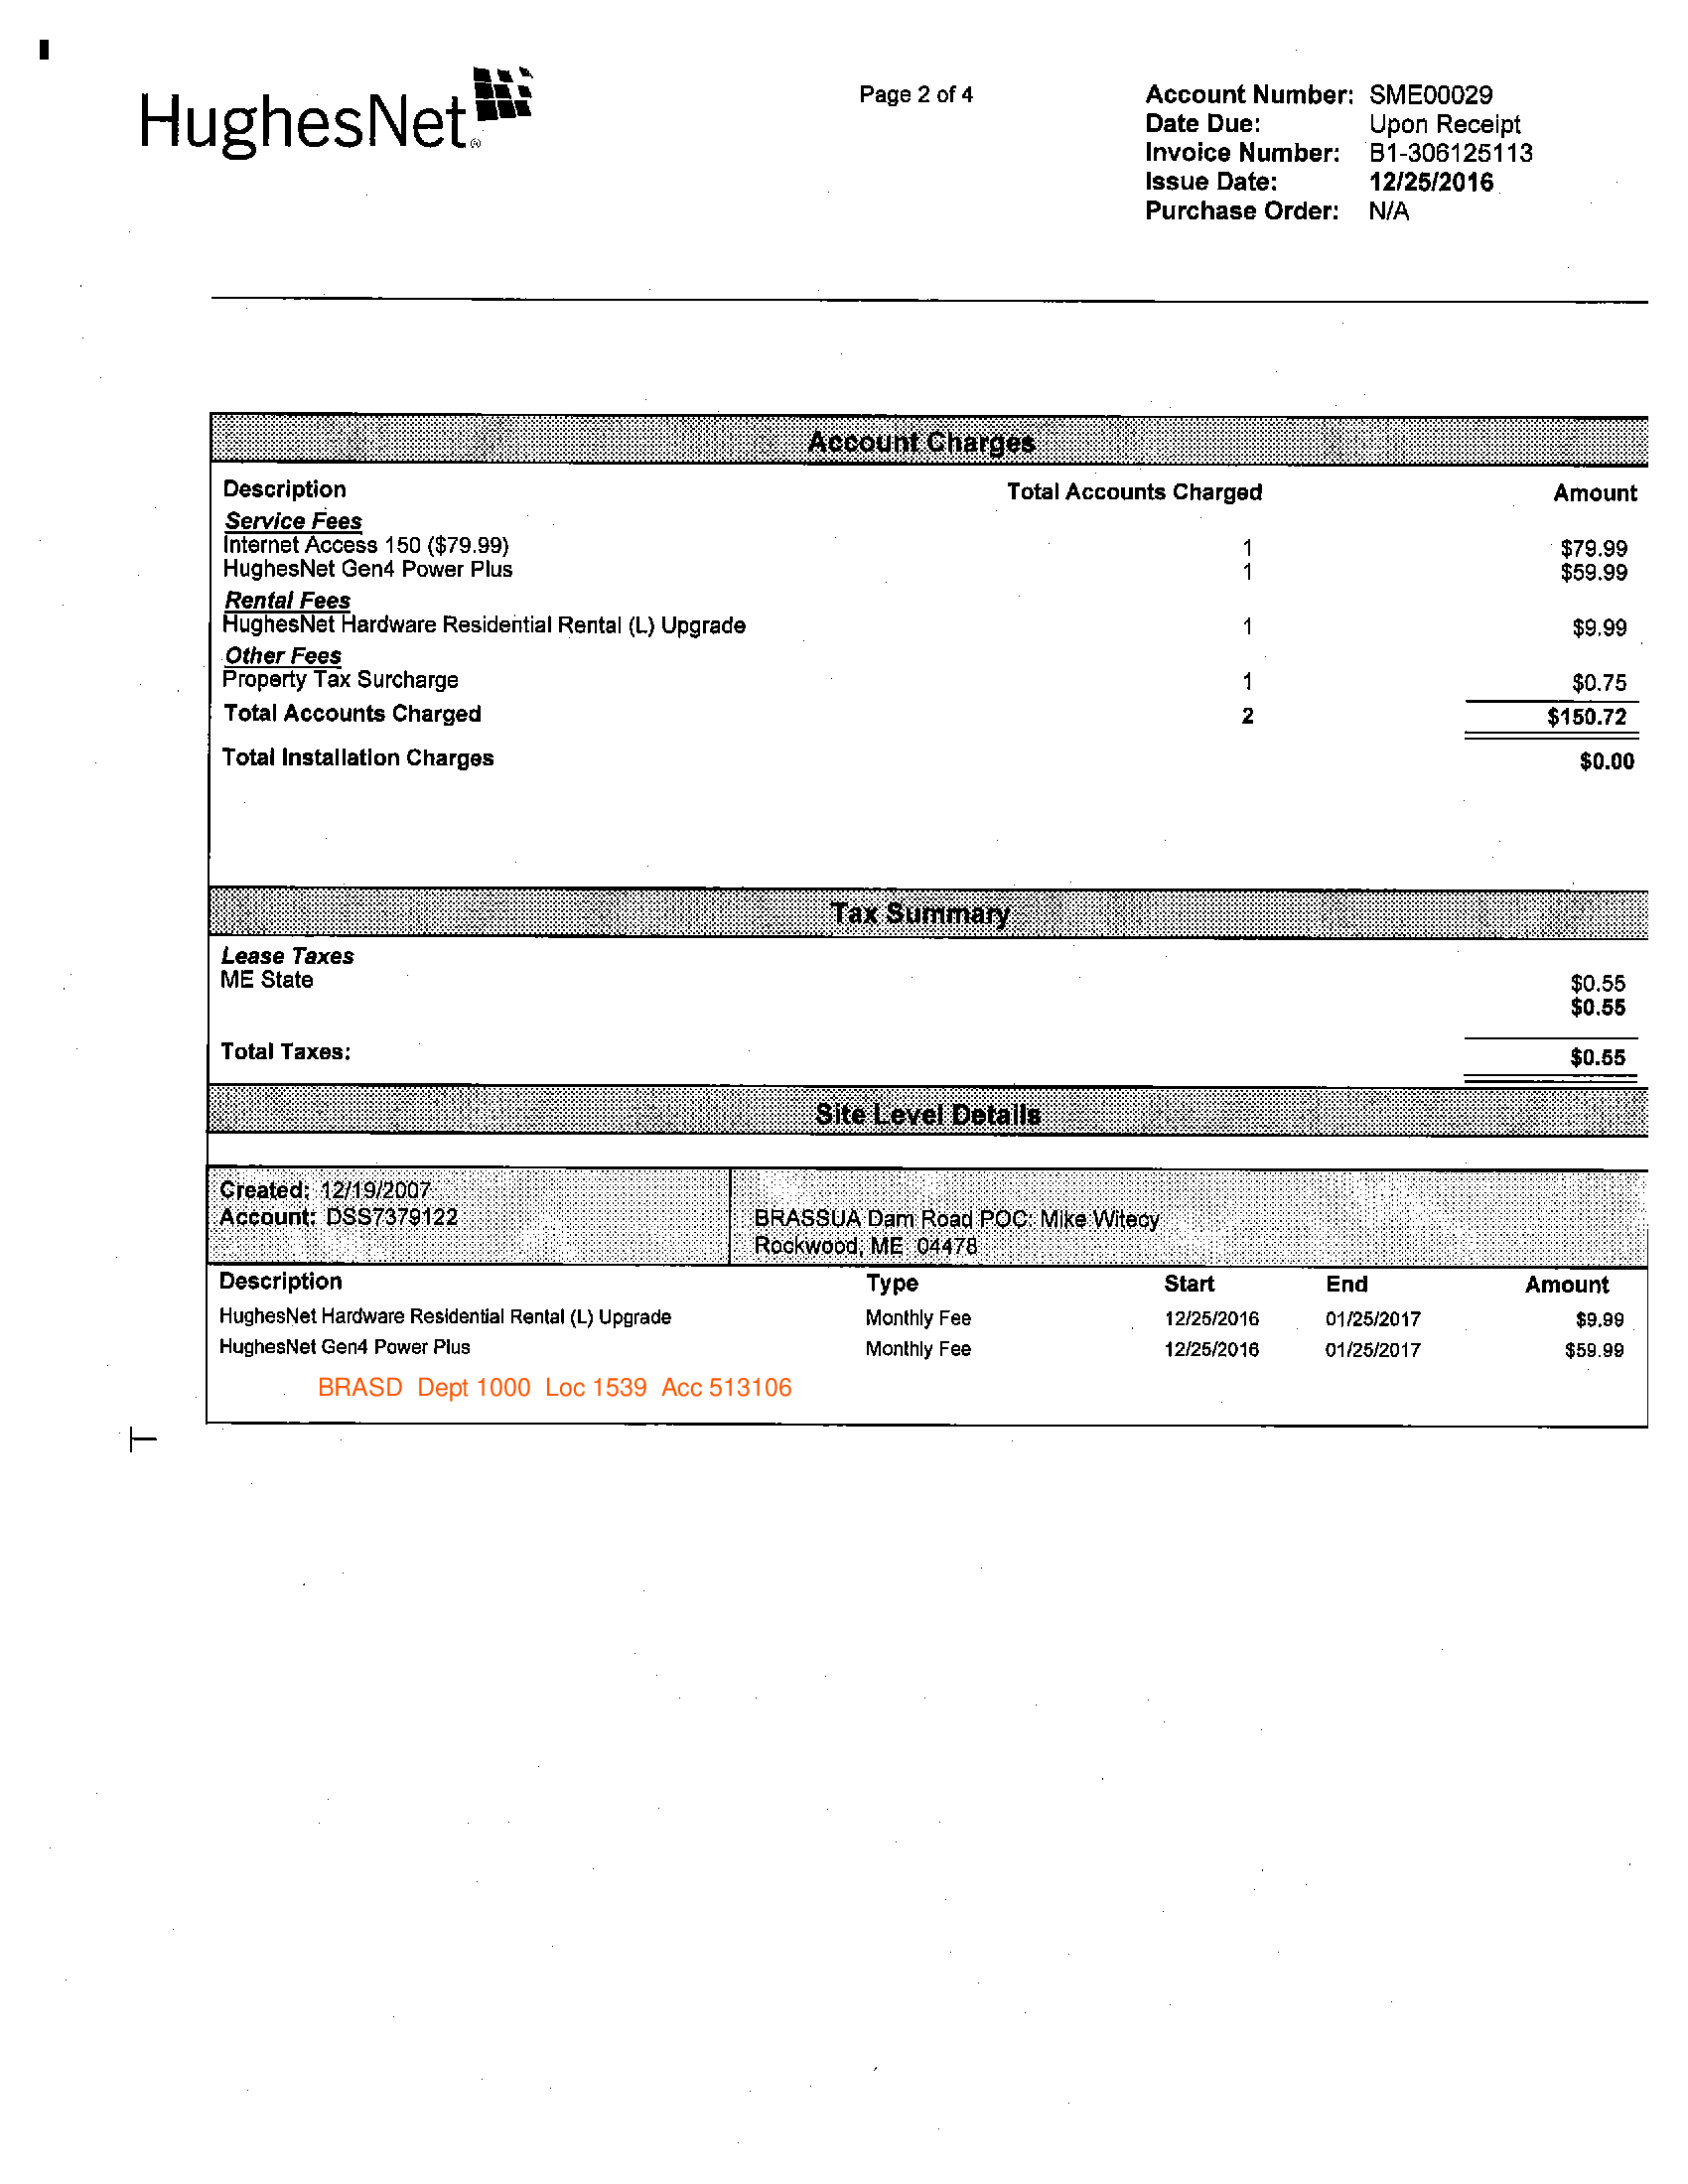 HughesNet®
Page 2 of 4
Account Number: SME00029
Date Due: Upon Receipt
Invoice Number: B1-306125113
Issue Date: 12/25/2016
Purchase Order: N/A
Account Charges
Description Total Accounts Charged Amount
Service Fees
Internet Access 150 ($79.99) 1 $79.99
HughesNet Gen4 Power Plus 1 $59.99
Rental Fees
HughesNet Hardware Residential Rental (L) Upgrade 1 $9.99
Other Fees
Property Tax Surcharge 1 $0.75
Total Accounts Charged 2 $150.72
Total Installation Charges $0.00
Tax Summary
Lease Taxes
ME State $0.55
$0.55
Total Taxes: $0.55
Site Level Details
Created: 12/19/2007
Account: DSS7379122
BRASSUA Dam Road POC: Mike Witecy
Rockwood, ME 04478
Description Type Start End Amount
HughesNet Hardware Residential Rental (L) Upgrade Monthly Fee 12/25/2016 01/25/2017 $9.99
HughesNet Gen4 Power Plus Monthly Fee 12/25/2016 01/25/2017 $59.99
BRASD Dept 1000 Loc 1539 Acc 513106